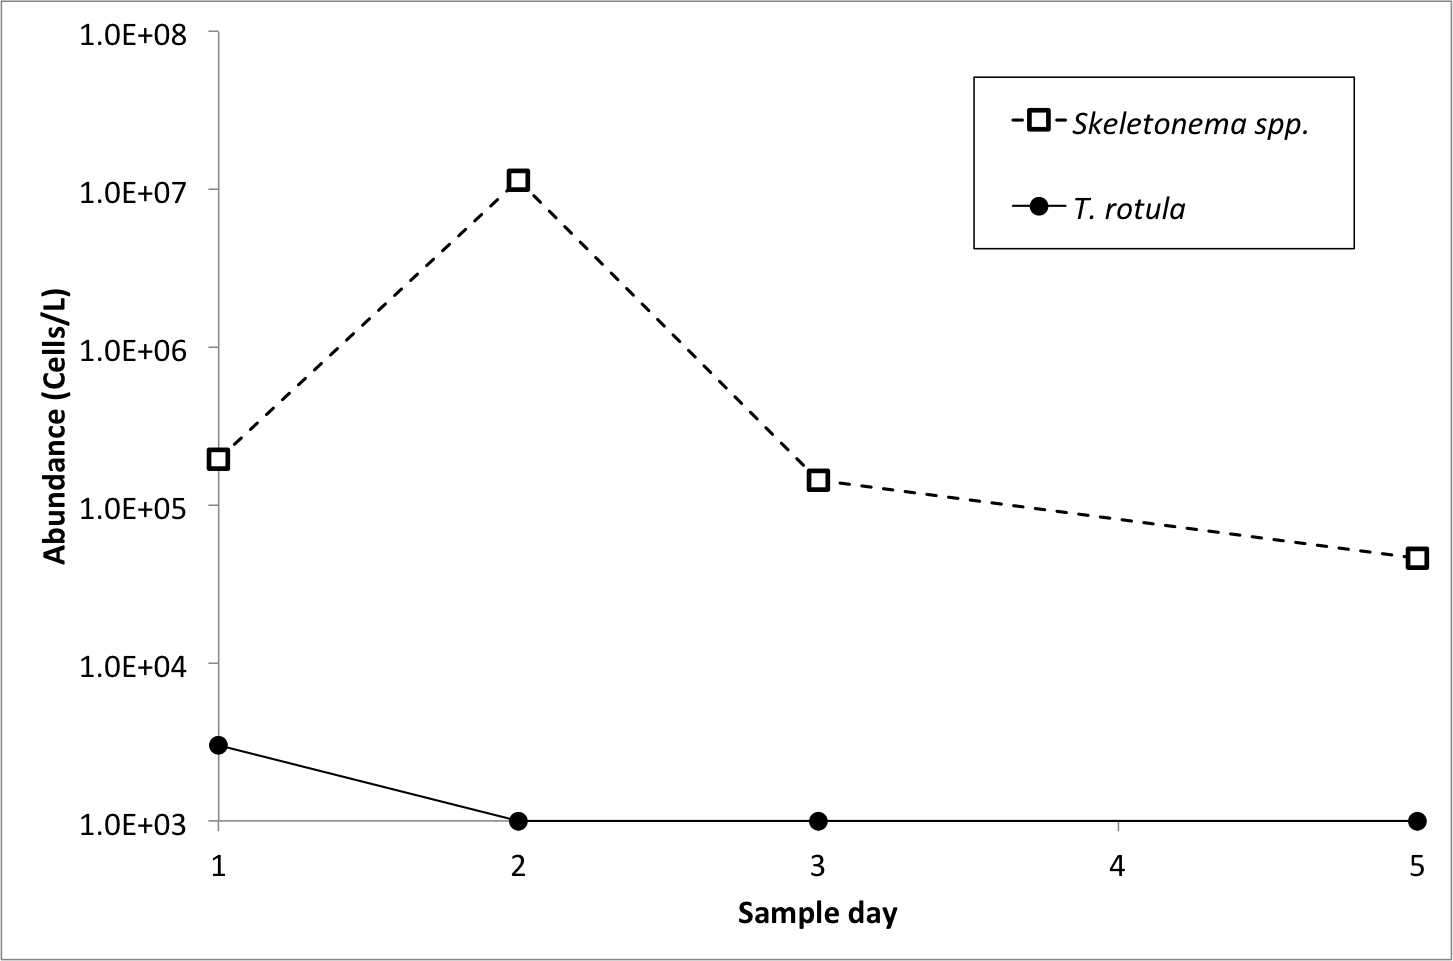 1.0E+08
1.0E+07
1.0E+06
1.0E+05
1.0E+04
1.0E+03
Abundance (Cells/L)
Skeletonema spp.
T. rotula
1 2 3 4 5
Sample day